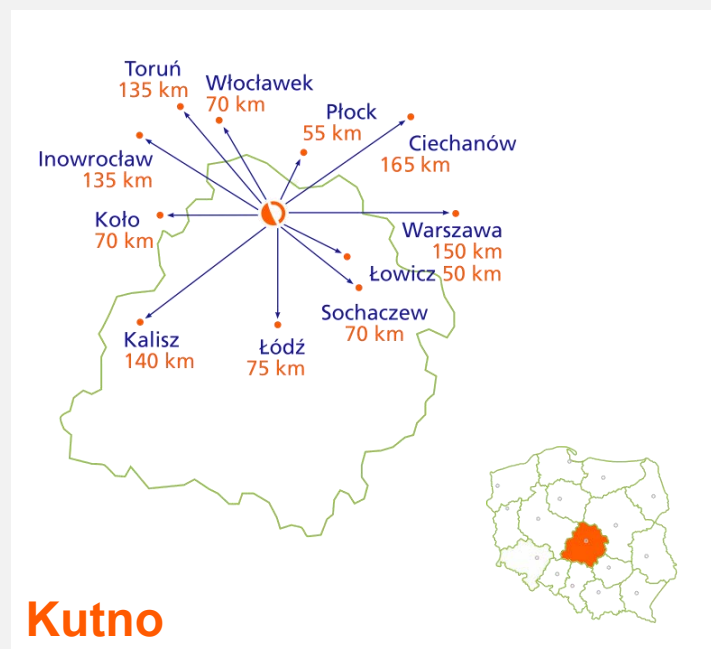 Toruń
135 km
Włocławek
70 km
Płock
55 km
Ciechanów
165 km
Inowrocław
135 km
Koło
70 km
Warszawa
150 km
Łowicz 50 km
Sochaczew
70 km
Kalisz
140 km
Łódź
75 km
Kutno